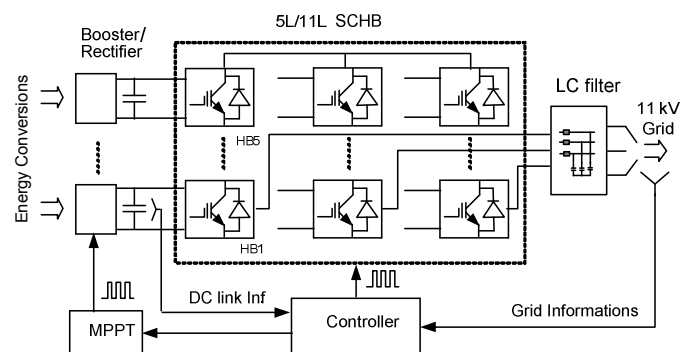 5L/11L SCHB
Booster/
Rectifier
Energy Conversions
HB5
HB1
LC filter
11 kV
Grid
DC link Inf
MPPT
Controller
Grid Informations